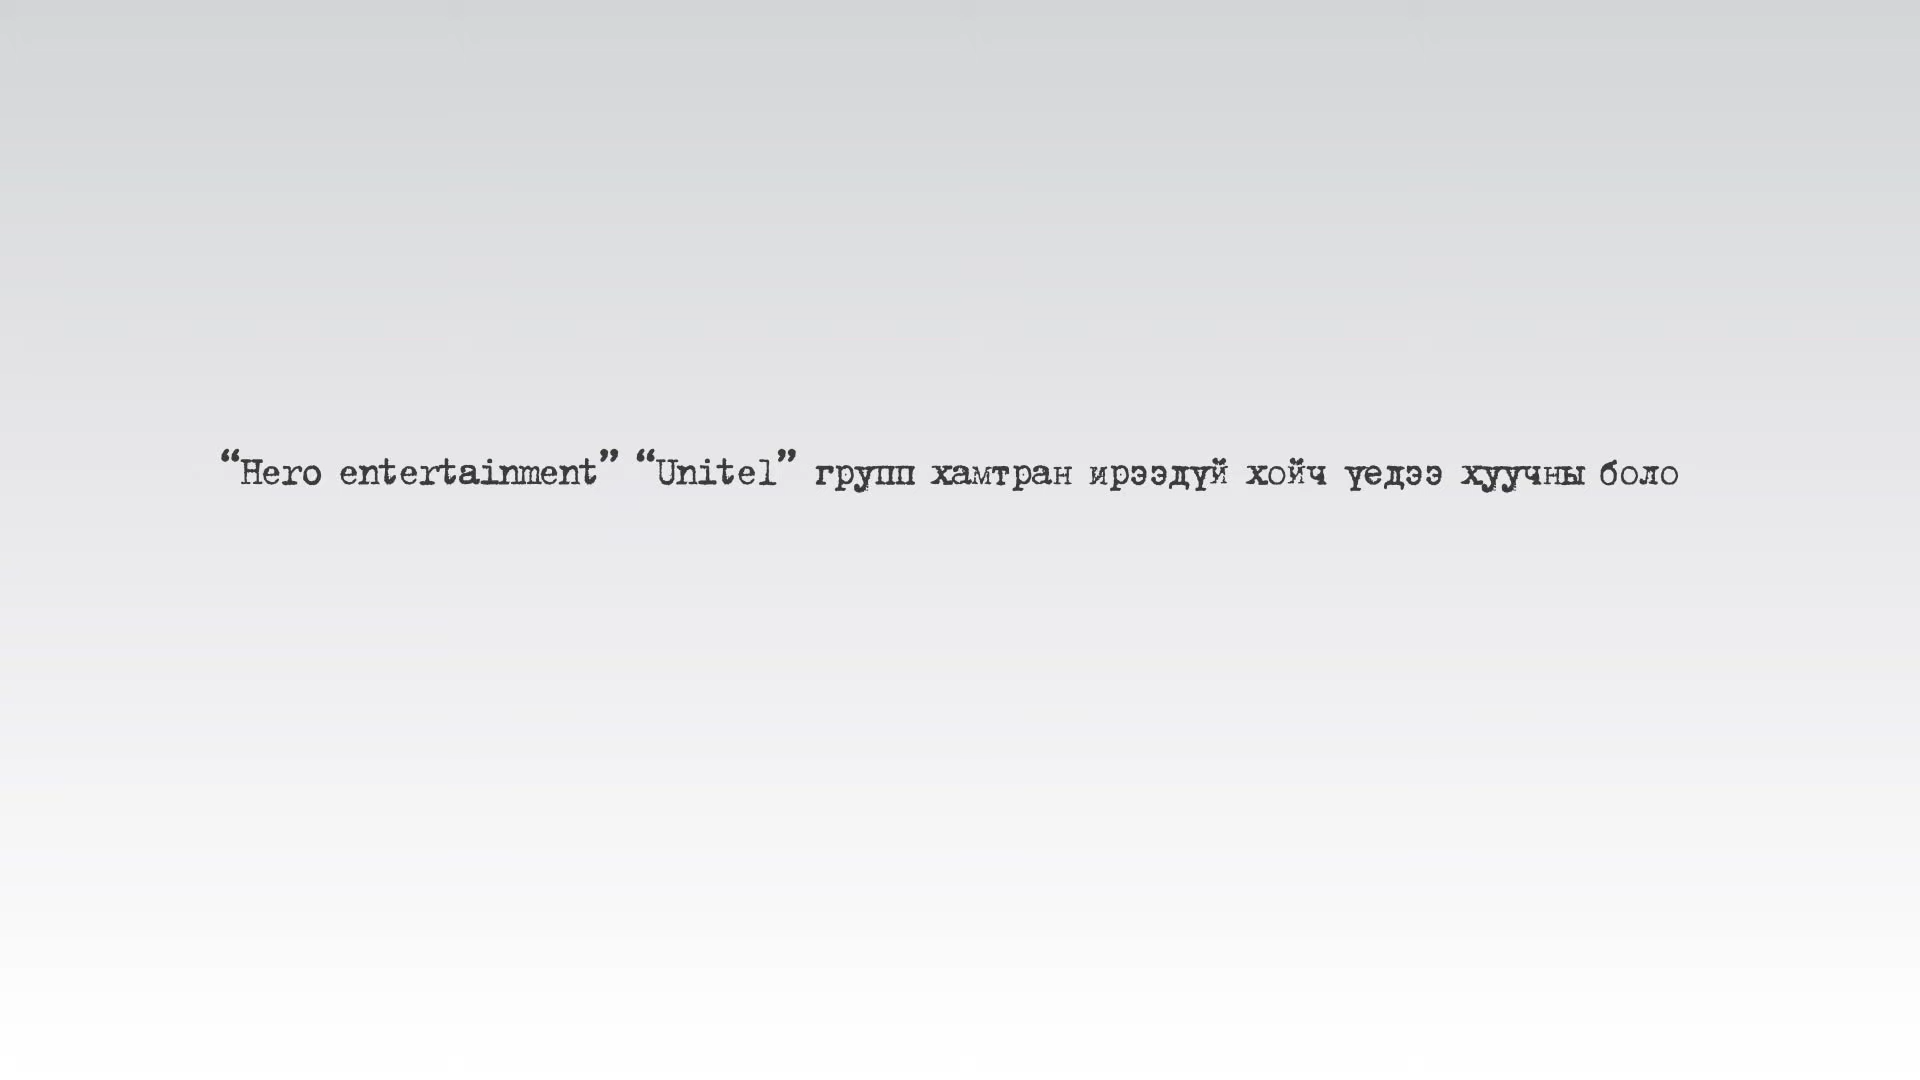 “Hero entertainment” “Unitel” групп хамтран ирээдүй хойч үедээ хуучны боло